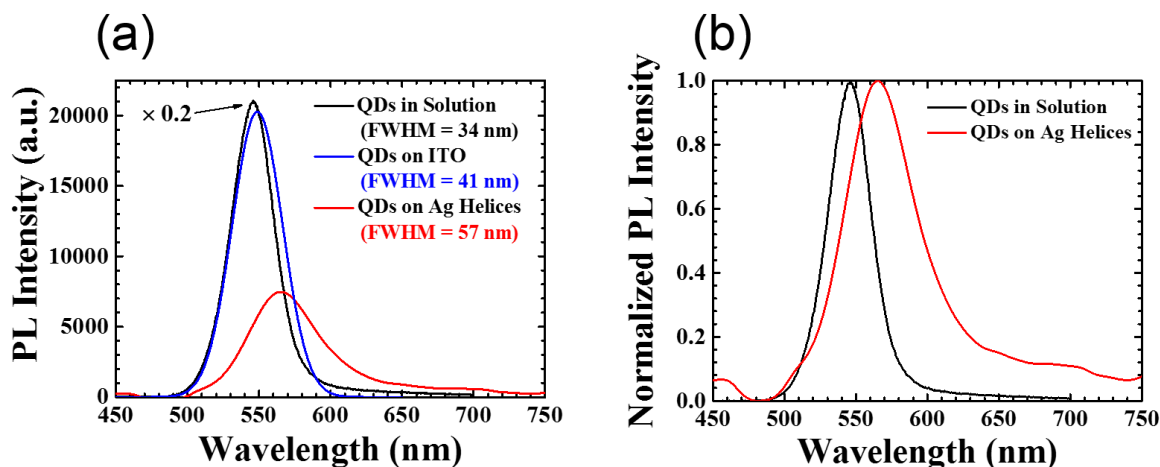 (a)
× 0.2
QDs in Solution
(FWHM = 34 nm)
QDs on ITO
(FWHM = 41 nm)
QDs on Ag Helices
(FWHM = 57 nm)
PL Intensity (a.u.)
20000
15000
10000
5000
0
450 500 550 600 650 700 750
Wavelength (nm)
(b)
QDs in Solution
QDs on Ag Helices
Normalized PL Intensity
1.0
0.8
0.6
0.4
0.2
0.0
450 500 550 600 650 700 750
Wavelength (nm)